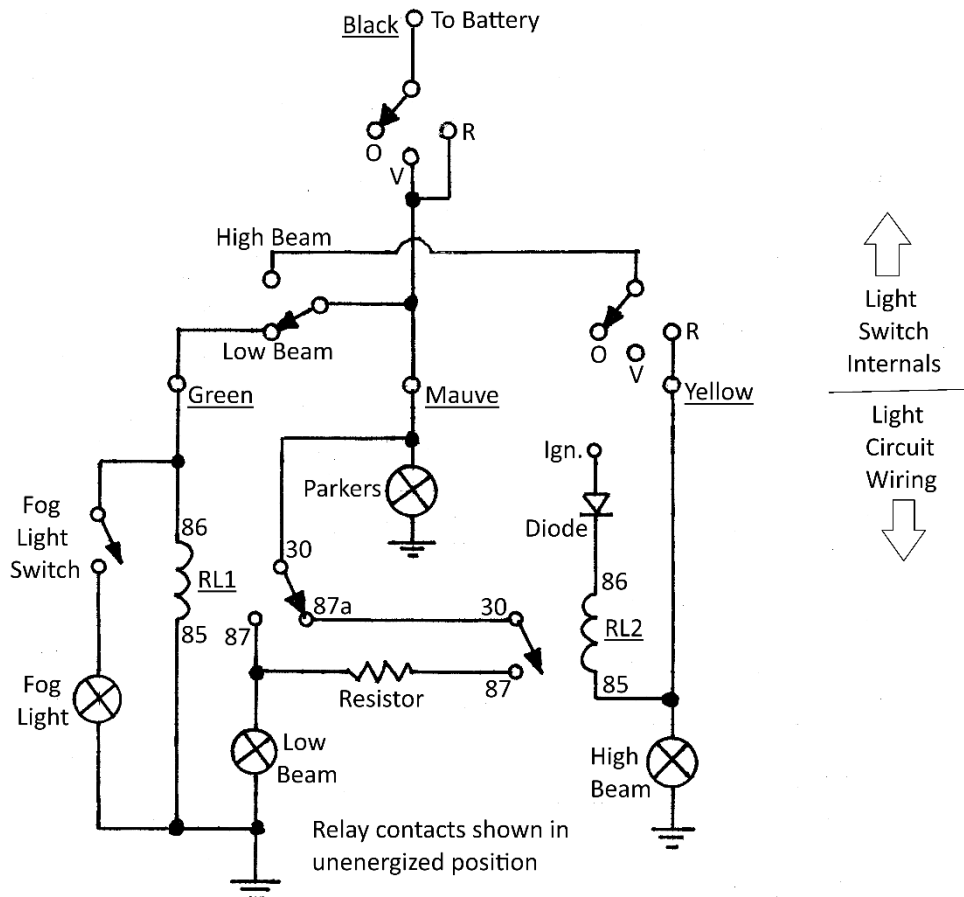 Black
To Battery
O
V
R
High Beam
Low Beam
O
V
R
Light
Switch
Internals
Green
Mauve
Yellow
Light
Circuit
Wiring
Ign.
Parkers
Diode
Fog
Light
Switch
86
RL1
85
30
87a
87
30
87
Resistor
86
RL2
85
Fog
Light
Low
Beam
High
Beam
Relay contacts shown in
unenergized position